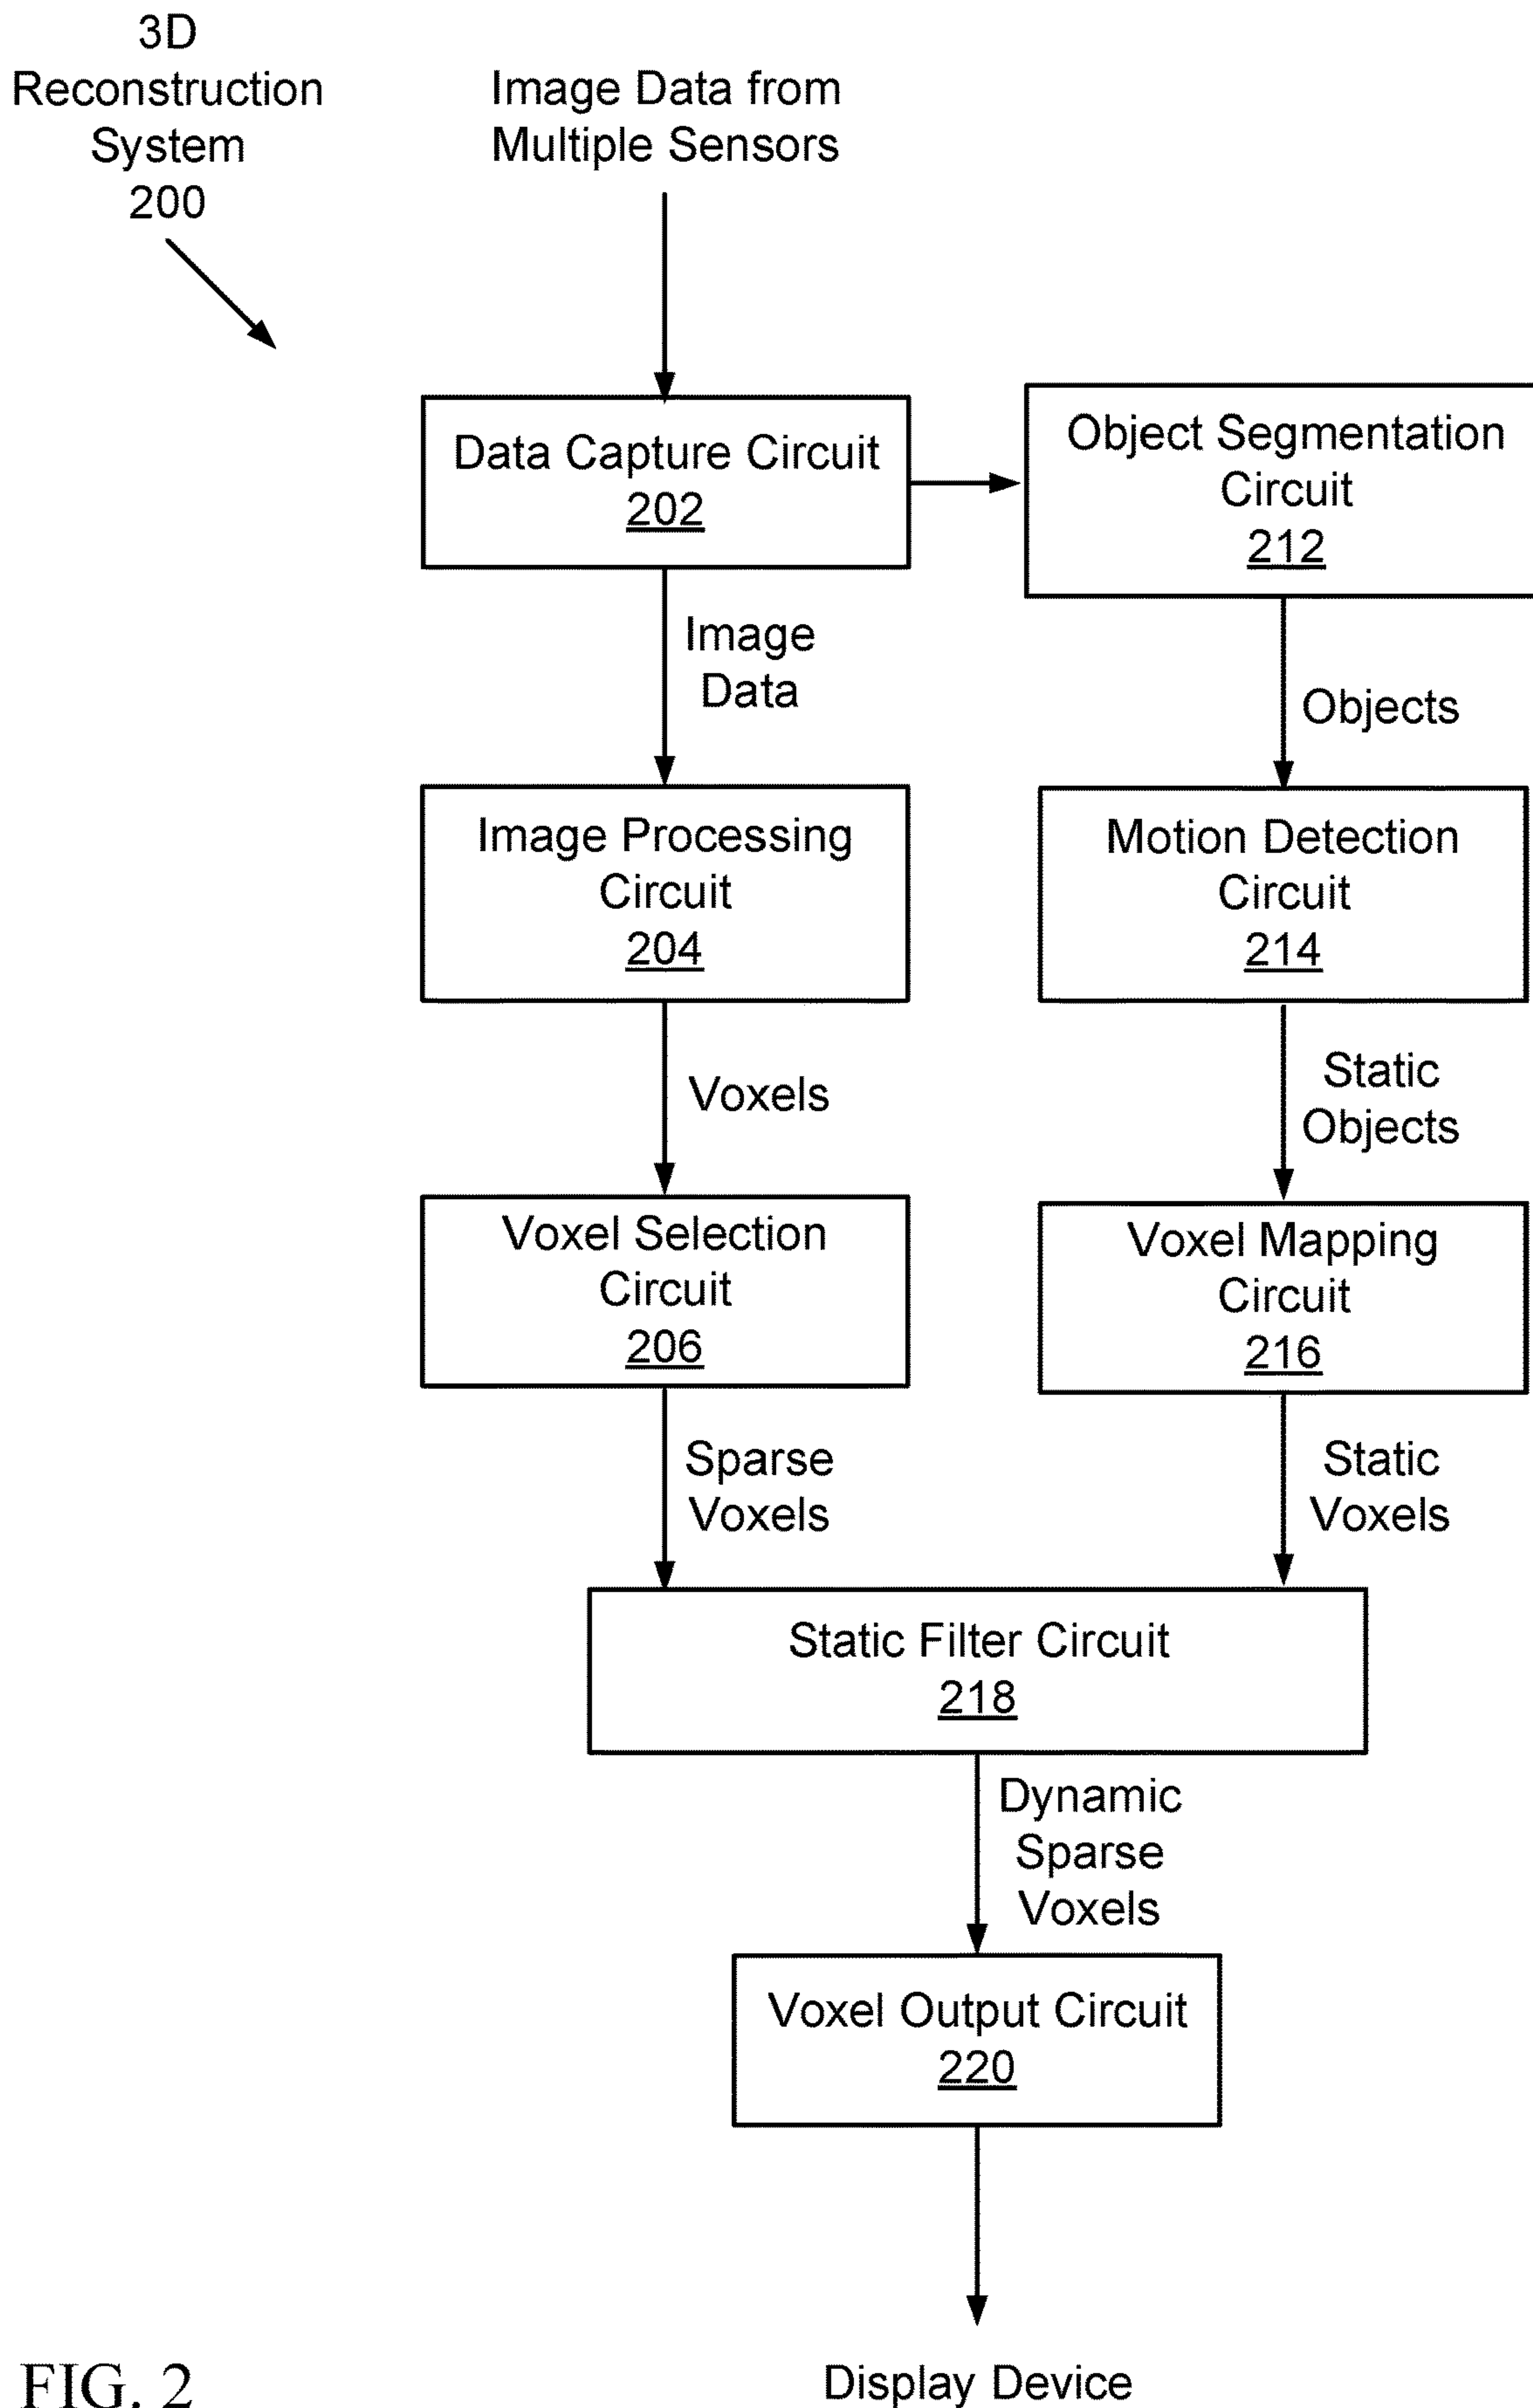 3D
Reconstruction
System
200
Image Data from
Multiple Sensors
Data Capture Circuit
202
Object Segmentation
Circuit
212
Image
Data
Objects
Image Processing
Circuit
204
Motion Detection
Circuit
214
Voxels
Static
Objects
Voxel Selection
Circuit
206
Voxel Mapping
Circuit
216
Sparse
Voxels
Static
Voxels
Static Filter Circuit
218
Dynamic
Sparse
Voxels
Voxel Output Circuit
220
Display Device
FIG. 2